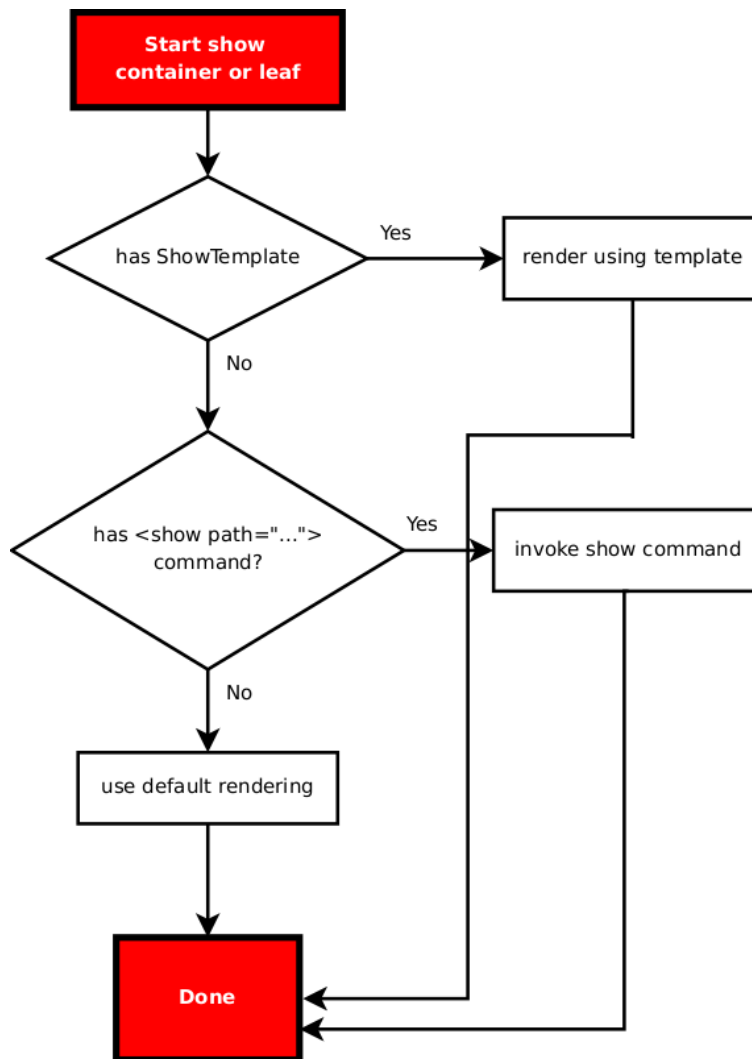 Start show
container or leaf
has ShowTemplate
Yes
render using template
No
has <show path="...">
command?
Yes
invoke show command
No
use default rendering
Done